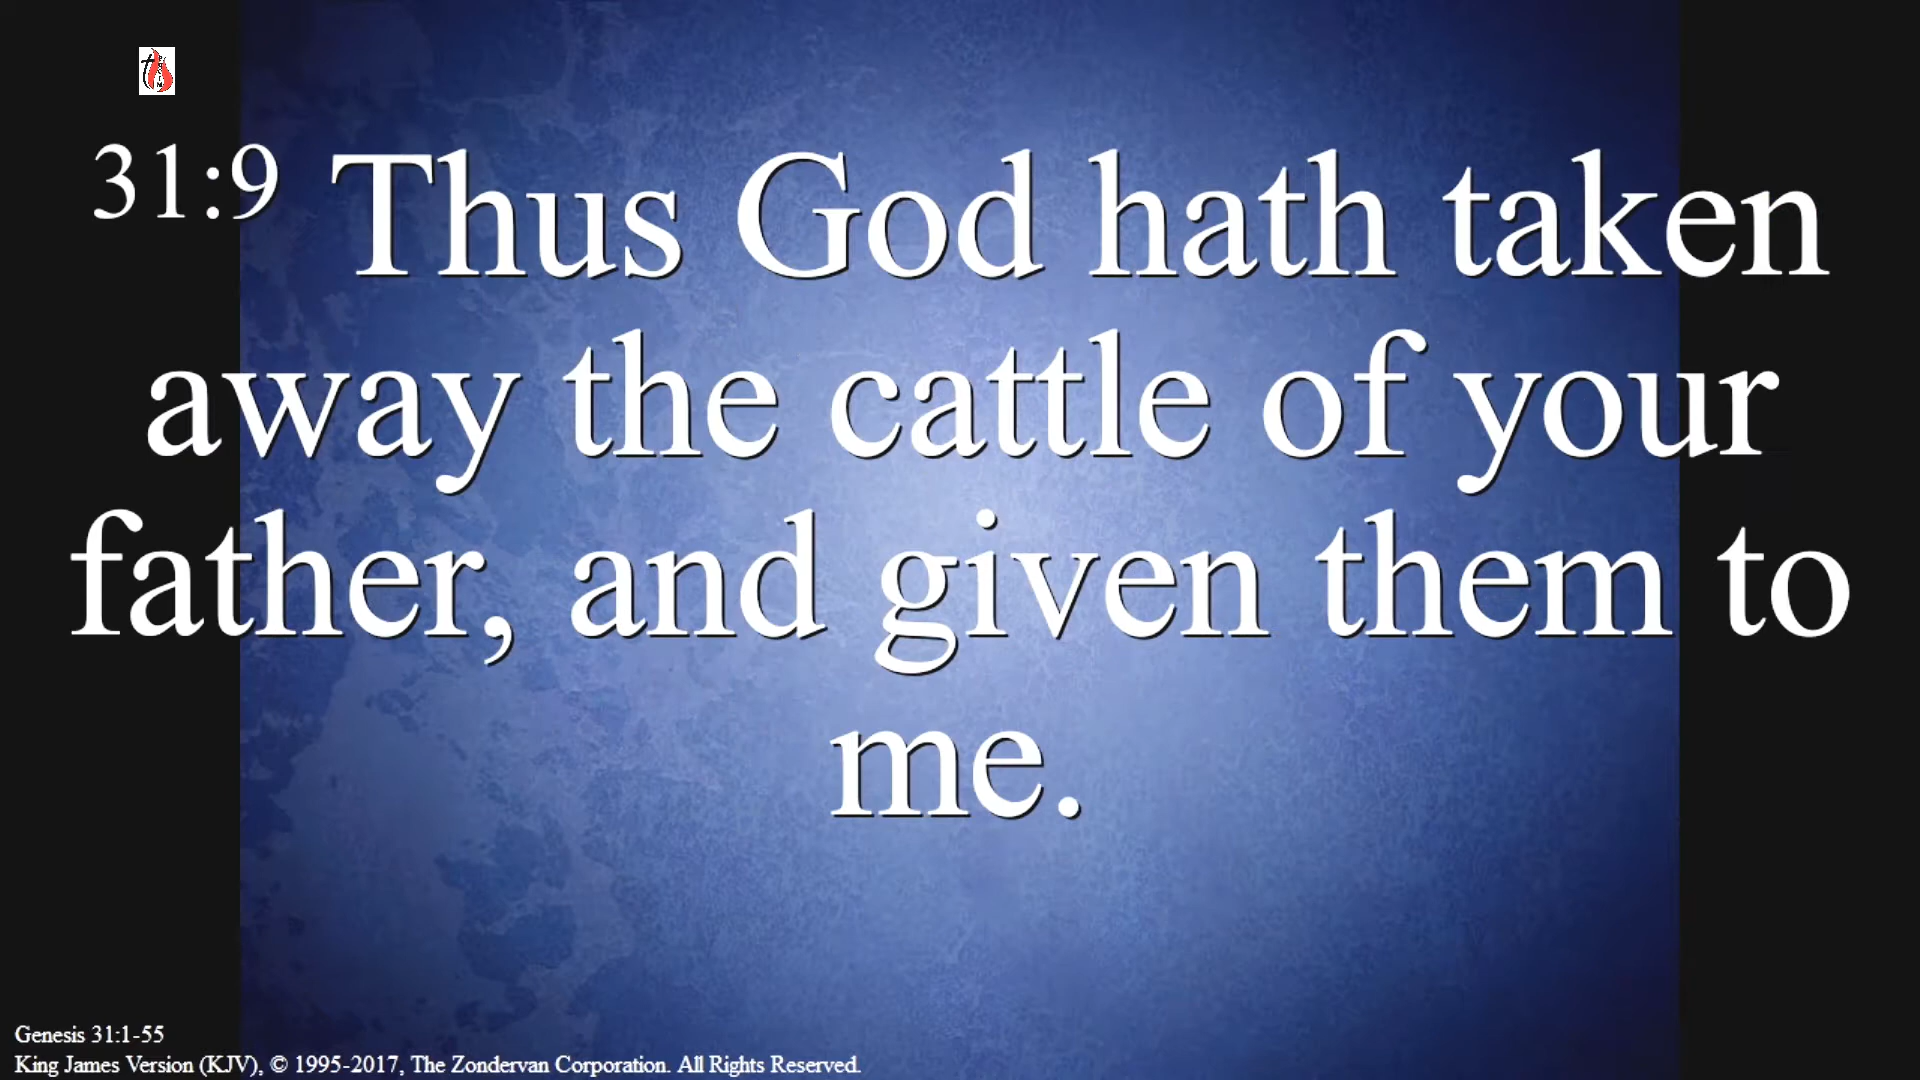 31:9 Thus God hath taken
away the cattle of your
father, and given them to
me.
Genesis 31:1-55
King James Version (KJV), © 1995-2017, The Zondervan Corporation. All Rights Reserved.